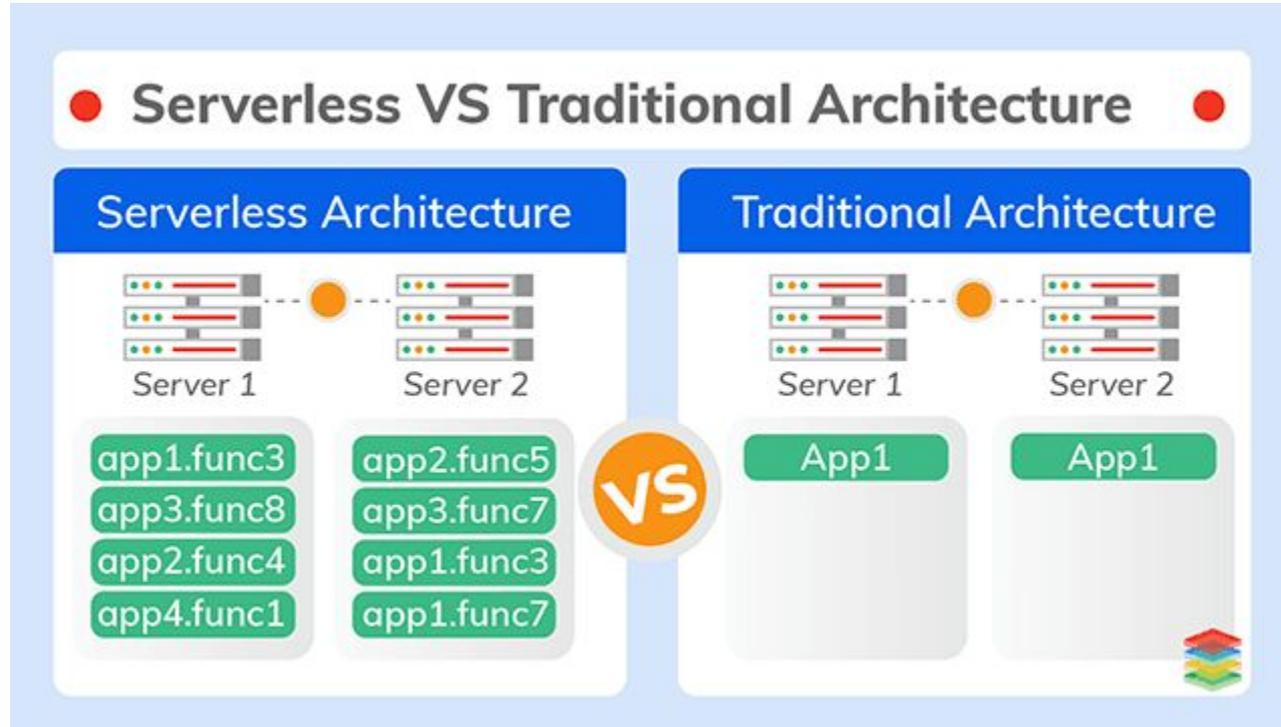 Serverless VS Traditional Architecture
Serverless Architecture
Server 1
Server 2
app1.func3
app3.func8
app2.func4
app4.func1
app2.func5
app3.func7
app1.func3
app1.func7
VS
Traditional Architecture
Server 1
Server 2
App1
App1